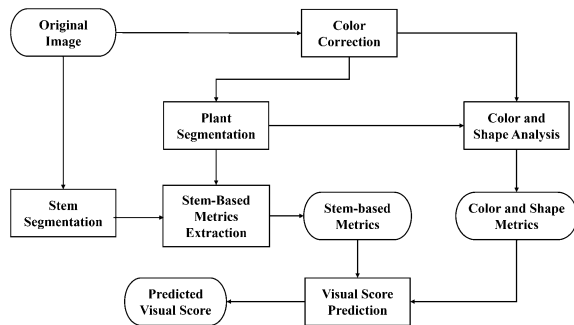 Original
Image
Color
Correction
Plant
Segmentation
Color and
Shape Analysis
Stem
Segmentation
Stem-Based
Metrics
Extraction
Stem-based
Metrics
Color and Shape
Metrics
Predicted
Visual Score
Visual Score
Prediction